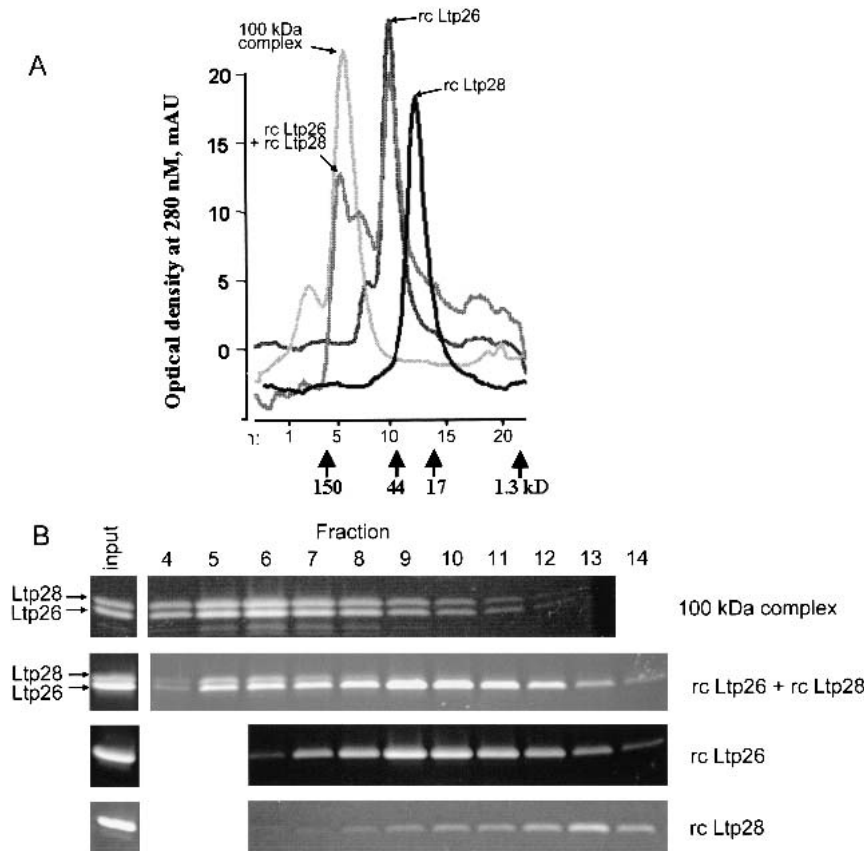 A
100 kDa
complex
rc Ltp26
rc Ltp28
rc Ltp26
+ rc Ltp28
Optical density at 280 nM, mAU
20
15
10
5
0
1 5 10 15 20
150 44 17 1.3 kD
B
input
Fraction
4 5 6 7 8 9 10 11 12 13 14
Ltp28
Ltp26
100 kDa complex
Ltp28
Ltp26
rc Ltp26 + rc Ltp28
rc Ltp26
rc Ltp28